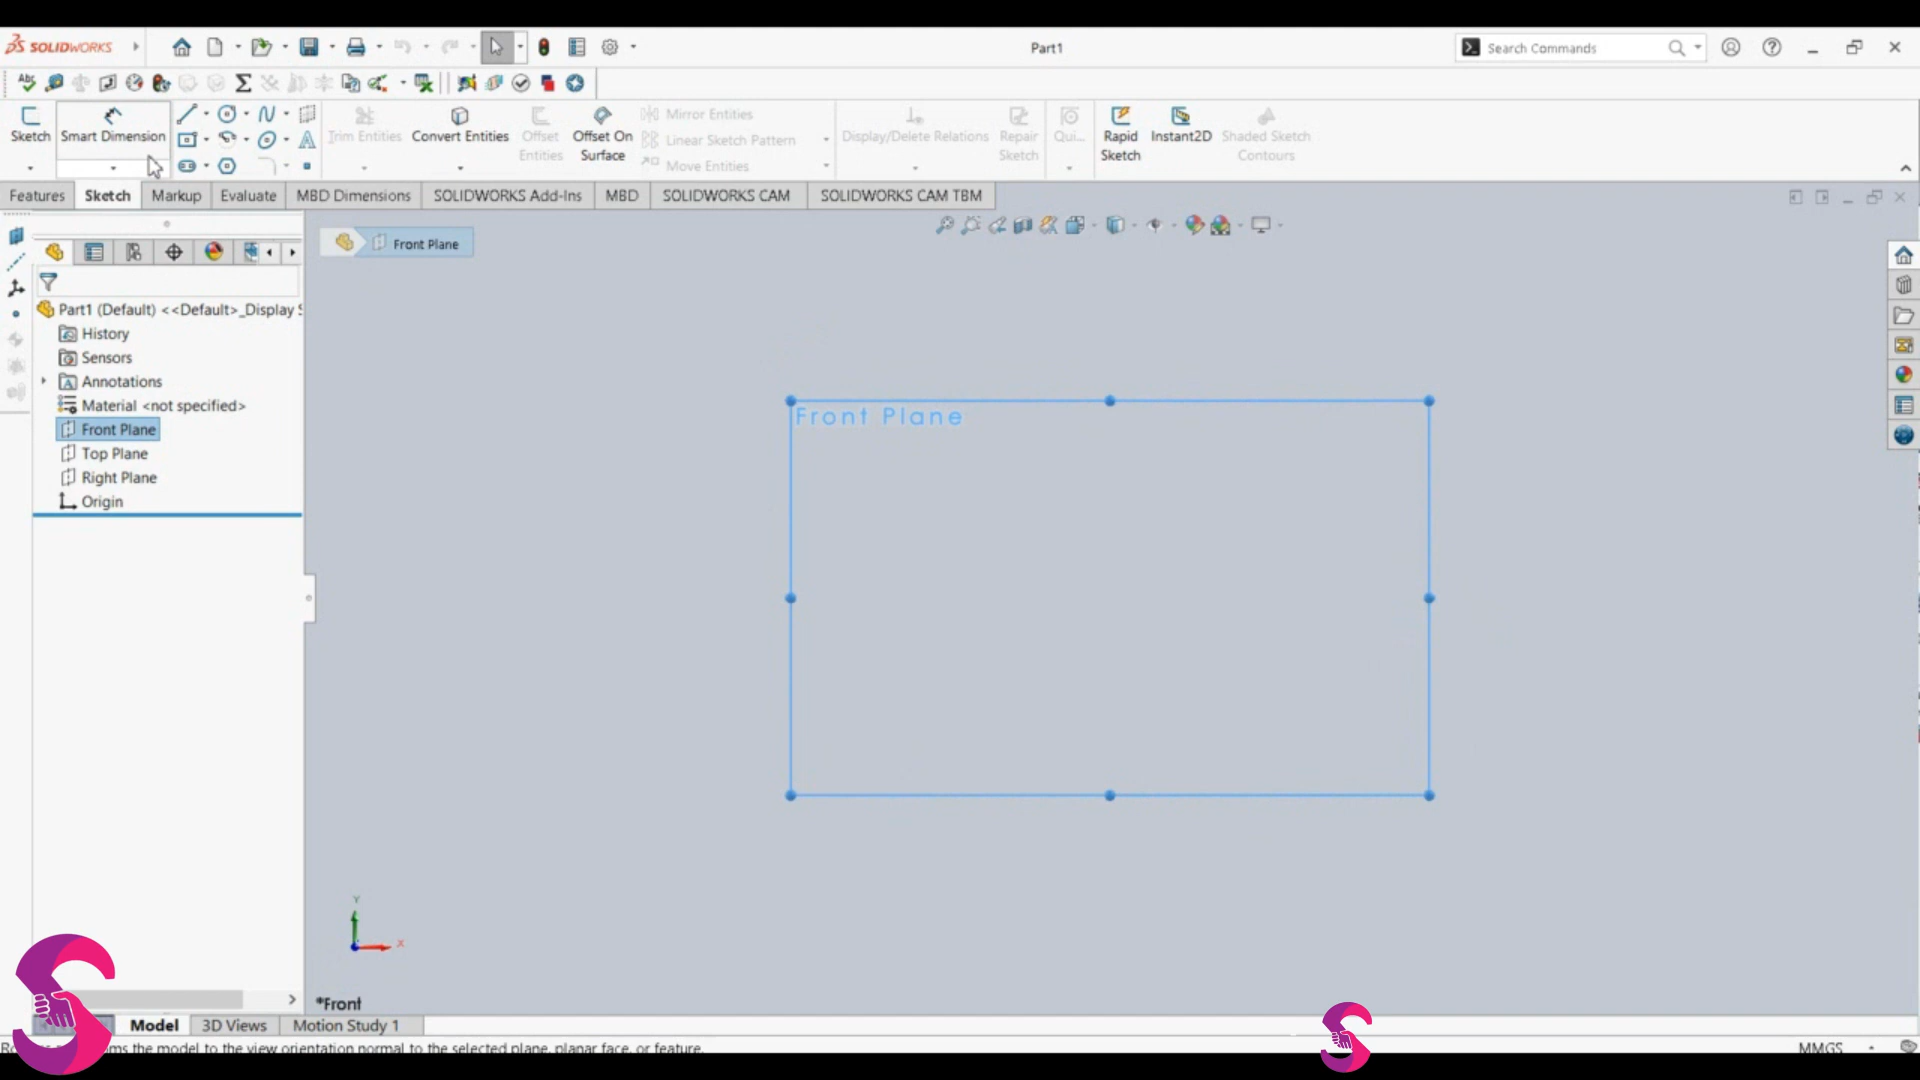 SOLIDWORKS
Part1
Search Commands
Sketch
Smart Dimension
Trim Entities
Convert Entities
Offset Entities
Offset On Surface
Mirror Entities
Linear Sketch Pattern
Move Entities
Display/Delete Relations
Repair Sketch
Qui...
Rapid Sketch
Instant2D
Shaded Sketch Contours
Features
Sketch
Markup
Evaluate
MBD Dimensions
SOLIDWORKS Add-Ins
MBD
SOLIDWORKS CAM
SOLIDWORKS CAM TBM
Front Plane
Part1 (Default) <<Default>_Display
History
Sensors
Annotations
Material <not specified>
Front Plane
Top Plane
Right Plane
Origin
Front Plane
Y
X
*Front
Model
3D Views
Motion Study 1
the model to the view orientation normal to the selected plane, planar face, or feature.
MMGS